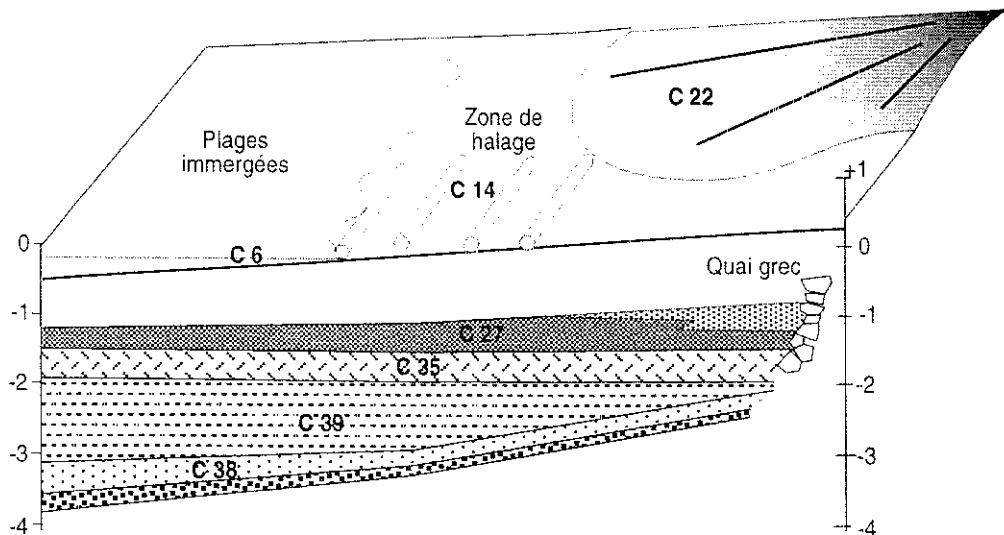 C 22
Plages
immergées
Zone de
halage
C 14
+1
0
C 6
0
Quai grec
-1
C 27
-1
C 35
-2
-2
C 39
-3
C 38
-3
-4
-4